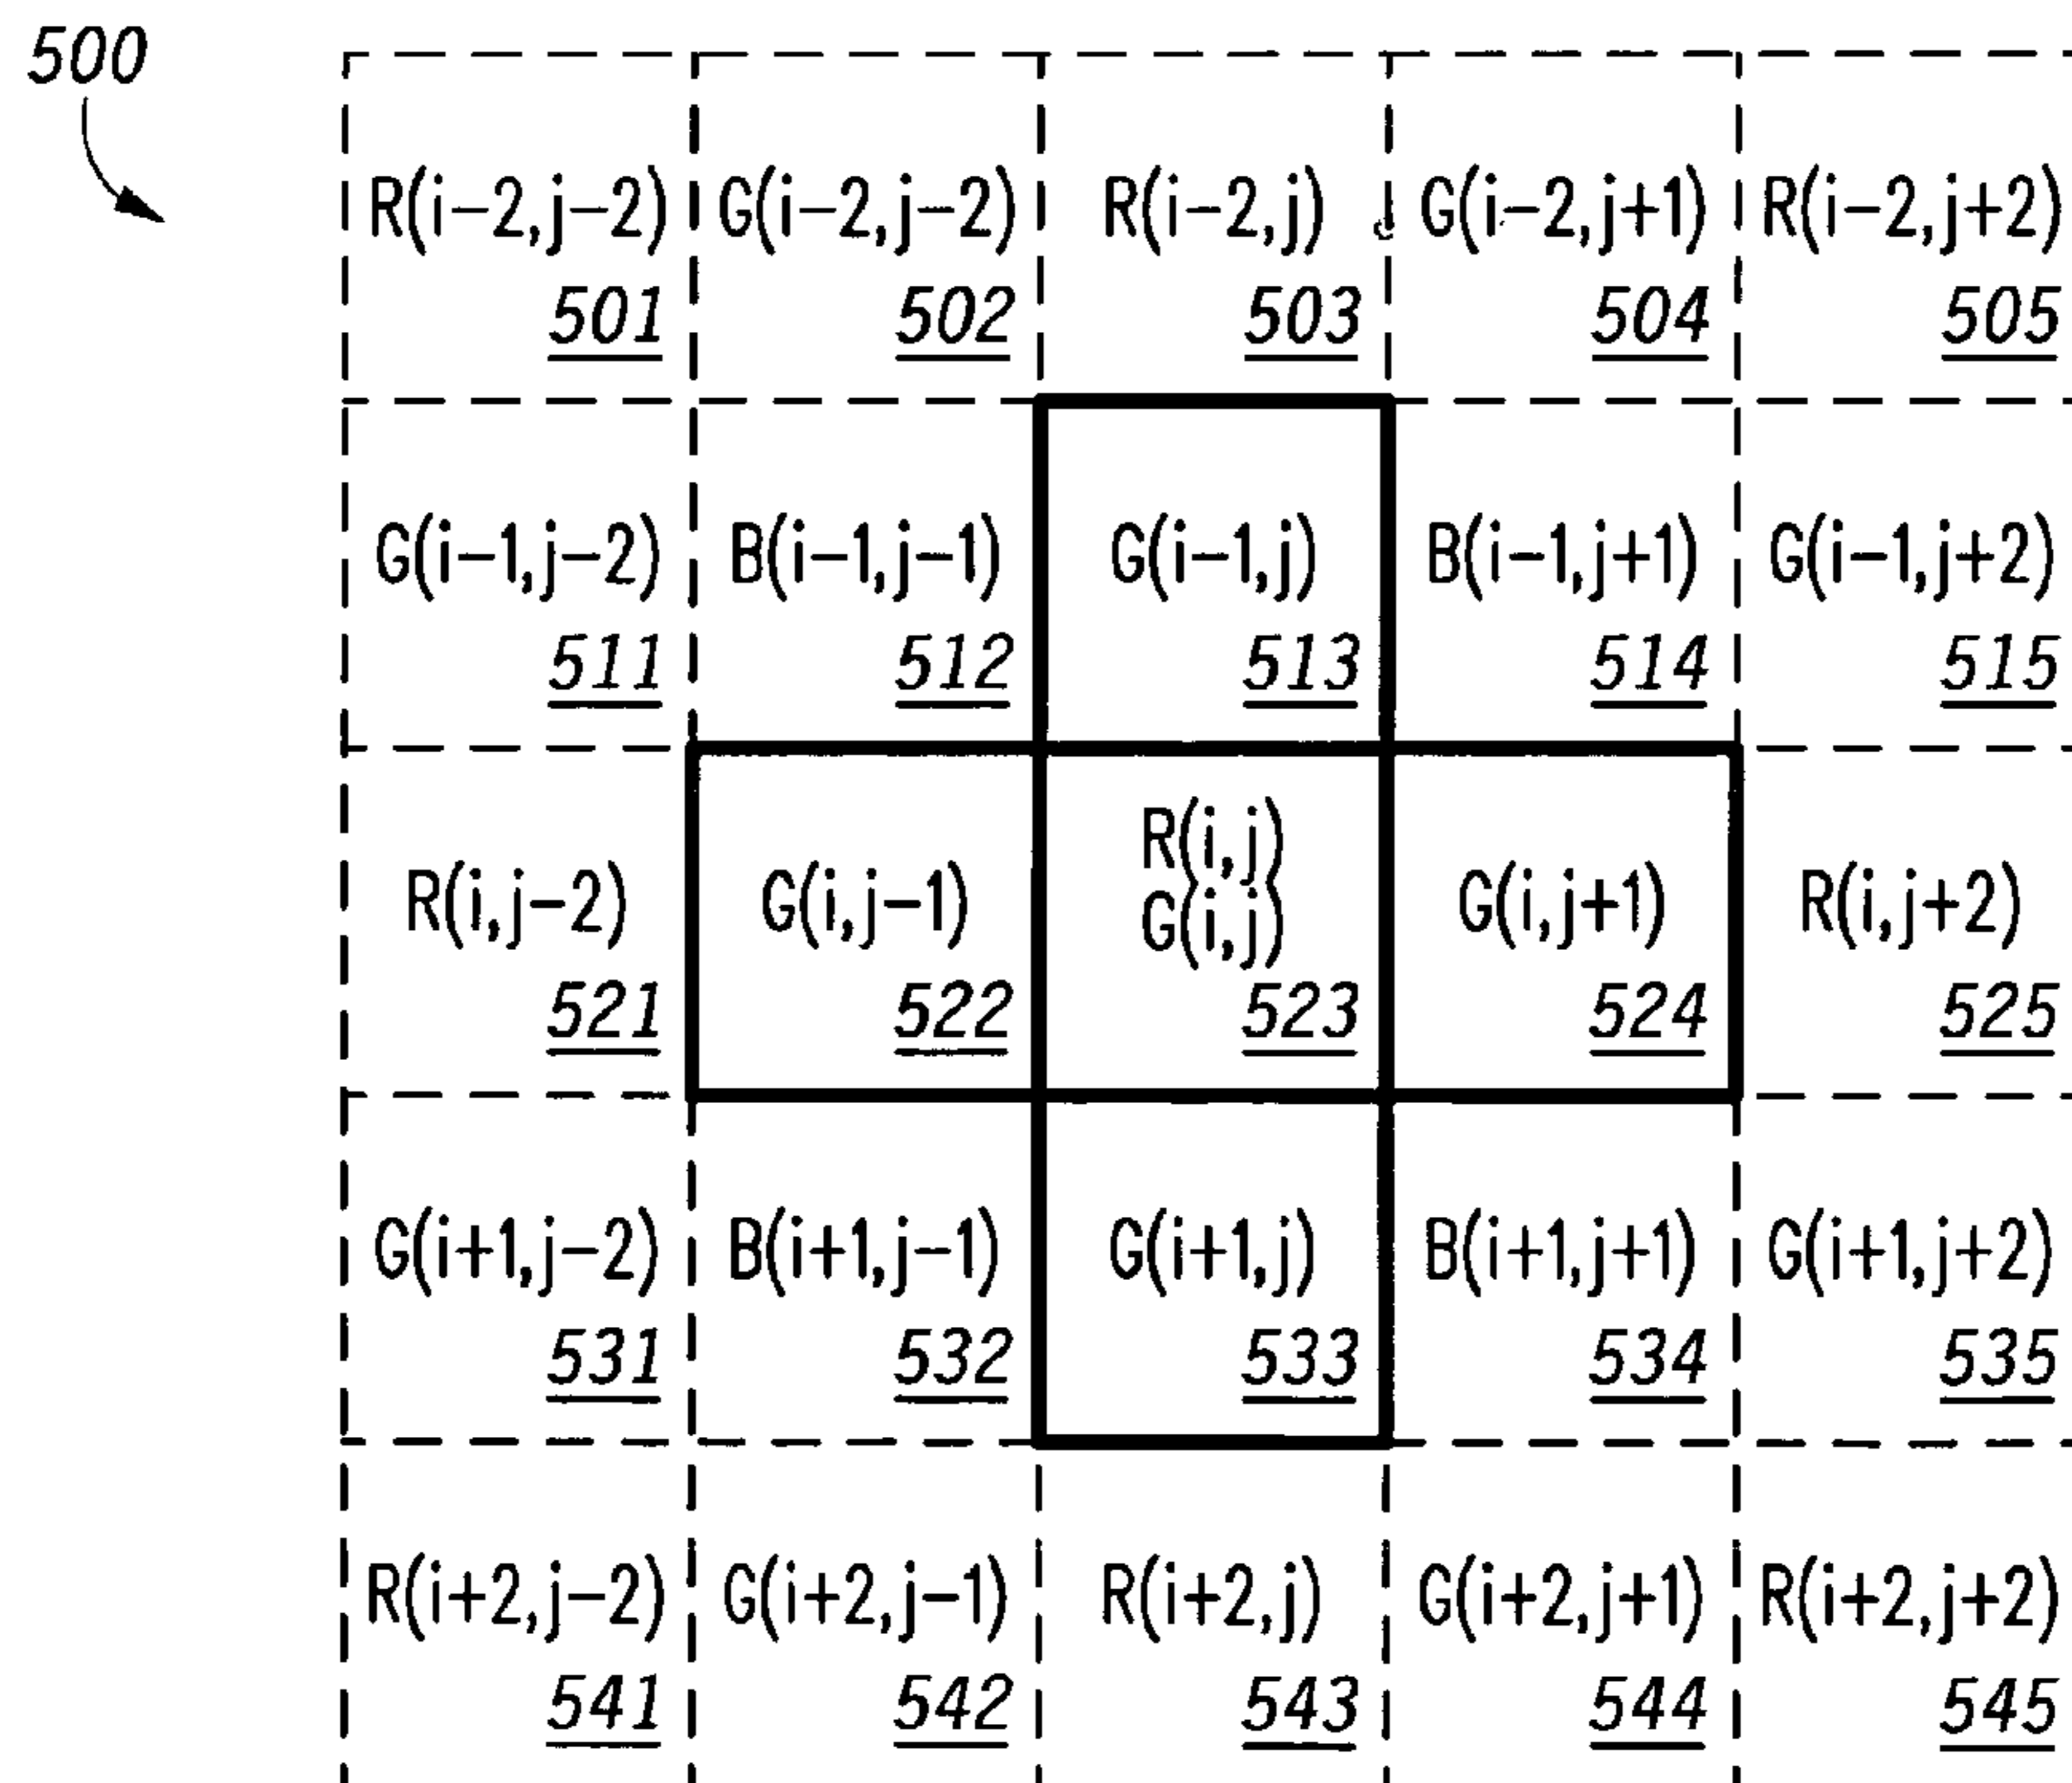 500
R(i−2,j−2) G(i−2,j−2) R(i−2,j) G(i−2,j+1) R(i−2,j+2)
501 502 503 504 505
G(i−1,j−2) B(i−1,j−1) G(i−1,j) B(i−1,j+1) G(i−1,j+2)
511 512 513 514 515
R(i,j)
R(i,j−2) G(i,j−1) G(i,j) G(i,j+1) R(i,j+2)
521 522 523 524 525
G(i+1,j−2) B(i+1,j−1) G(i+1,j) B(i+1,j+1) G(i+1,j+2)
531 532 533 534 535
R(i+2,j−2) G(i+2,j−1) R(i+2,j) G(i+2,j+1) R(i+2,j+2)
541 542 543 544 545